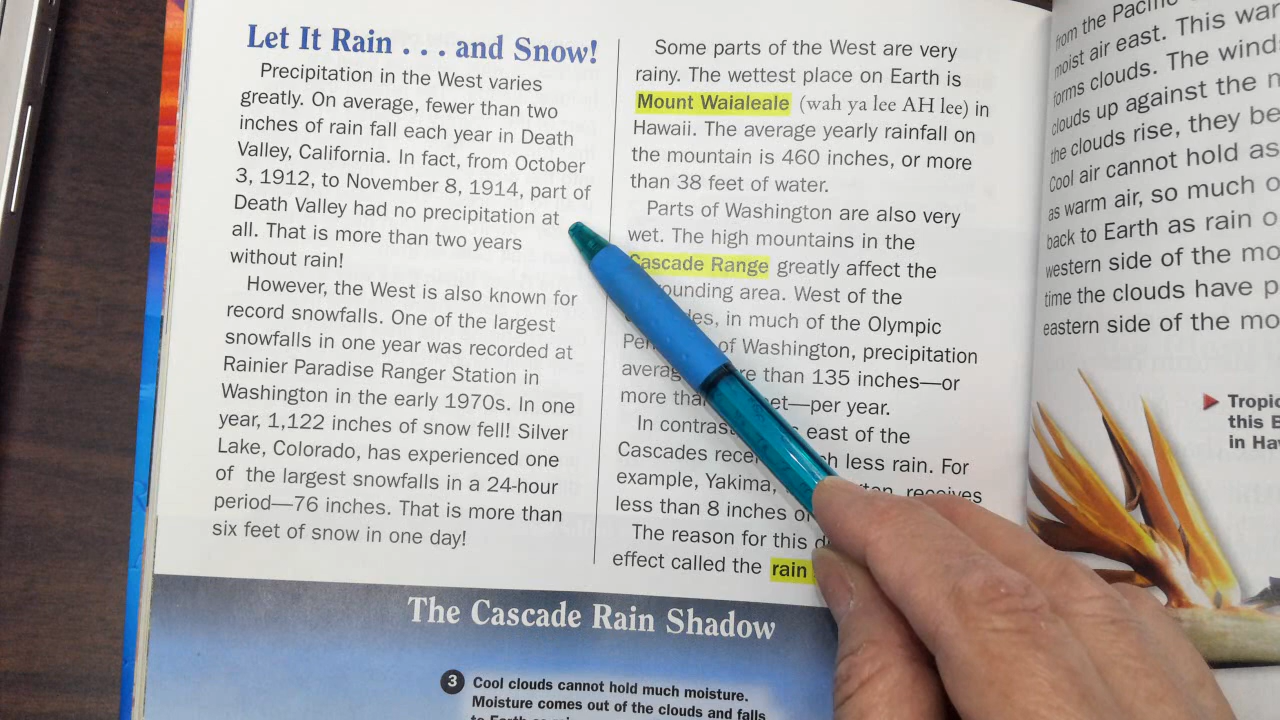 Let It Rain . . . and Snow!
Precipitation in the West varies
greatly. On average, fewer than two
inches of rain fall each year in Death
Valley, California. In fact, from October
3, 1912, to November 8, 1914, part of
Death Valley had no precipitation at
all. That is more than two years
without rain!
However, the West is also known for
record snowfalls. One of the largest
snowfalls in one year was recorded at
Rainier Paradise Ranger Station in
Washington in the early 1970s. In one
year, 1,122 inches of snow fell! Silver
Lake, Colorado, has experienced one
of the largest snowfalls in a 24-hour
period—76 inches. That is more than
six feet of snow in one day!
Some parts of the West are very
rainy. The wettest place on Earth is
Mount Waialeale (wah ya lee AH lee) in
Hawaii. The average yearly rainfall on
the mountain is 460 inches, or more
than 38 feet of water.
Parts of Washington are also very
wet. The high mountains in the
Cascade Range greatly affect the
area. West of the
in much of the Olympic
of Washington, precipitation
than 135 inches—or
more per year.
In east of the
Cascades less rain. For
example, Yakima, receives
less than 8 inches
The reason for this
effect called the rain
The Cascade Rain Shadow
3 Cool clouds cannot hold much moisture.
Moisture comes out of the clouds and falls
to Earth
from the Pacific
moist air east. This
forms clouds. The
clouds up against the
the clouds rise, they
Cool air cannot hold as
as warm air, so much
back to Earth as rain
western side of the
time the clouds have
eastern side of the
this
in